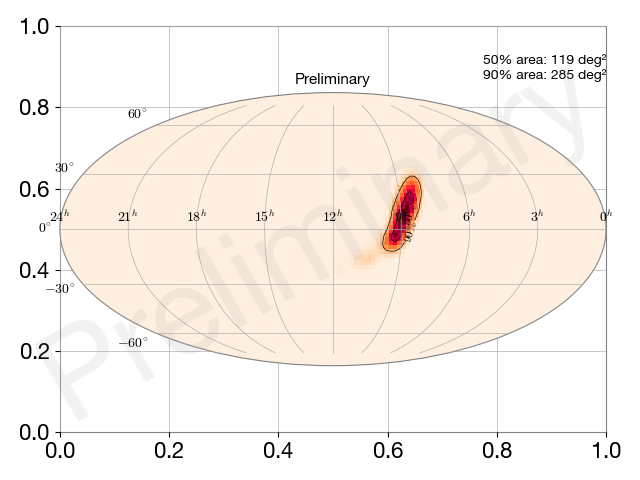 1.0
50% area: 119 deg²
90% area: 285 deg²
Preliminary
0.8
60°
30°
0.6
24h 21h 18h 15h 12h 6h 3h 0h
0°
90%
0.4
−30°
−60°
0.2
0.0
0.0 0.2 0.4 0.6 0.8 1.0
Preliminary